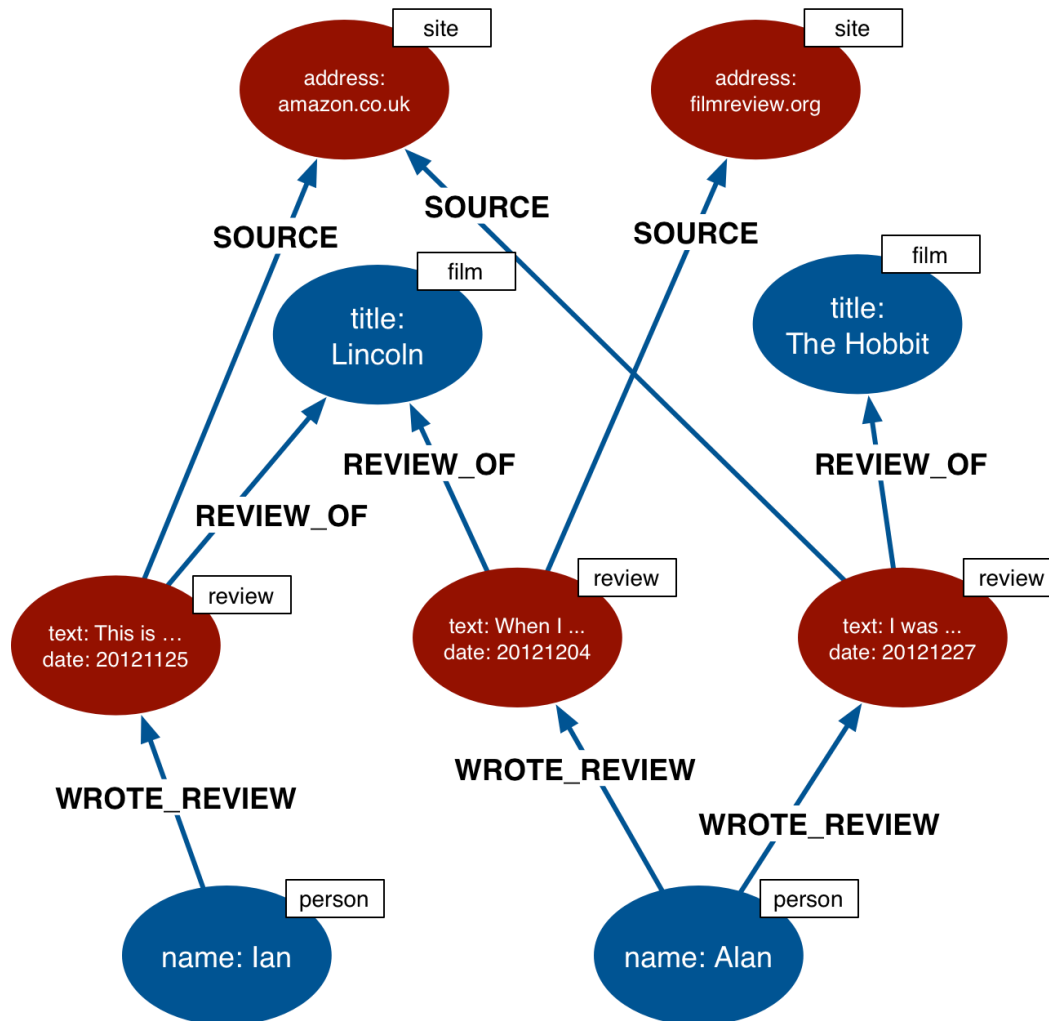 site
site
address:
amazon.co.uk
address:
filmreview.org
SOURCE
SOURCE
SOURCE
film
film
title:
Lincoln
title:
The Hobbit
REVIEW_OF
REVIEW_OF
REVIEW_OF
review
review
review
text: This is …
date: 20121125
text: When I ...
date: 20121204
text: I was ...
date: 20121227
WROTE_REVIEW
WROTE_REVIEW
WROTE_REVIEW
person
person
name: Ian
name: Alan